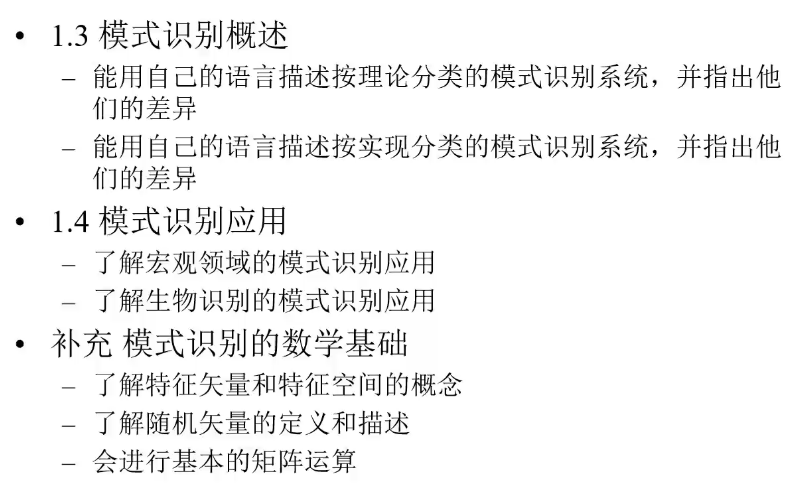 • 1.3 模式识别概述
– 能用自己的语言描述按理论分类的模式识别系统，并指出他
们的差异
– 能用自己的语言描述按实现分类的模式识别系统，并指出他
们的差异
• 1.4 模式识别应用
– 了解宏观领域的模式识别应用
– 了解生物识别的模式识别应用
• 补充 模式识别的数学基础
– 了解特征矢量和特征空间的概念
– 了解随机矢量的定义和描述
– 会进行基本的矩阵运算